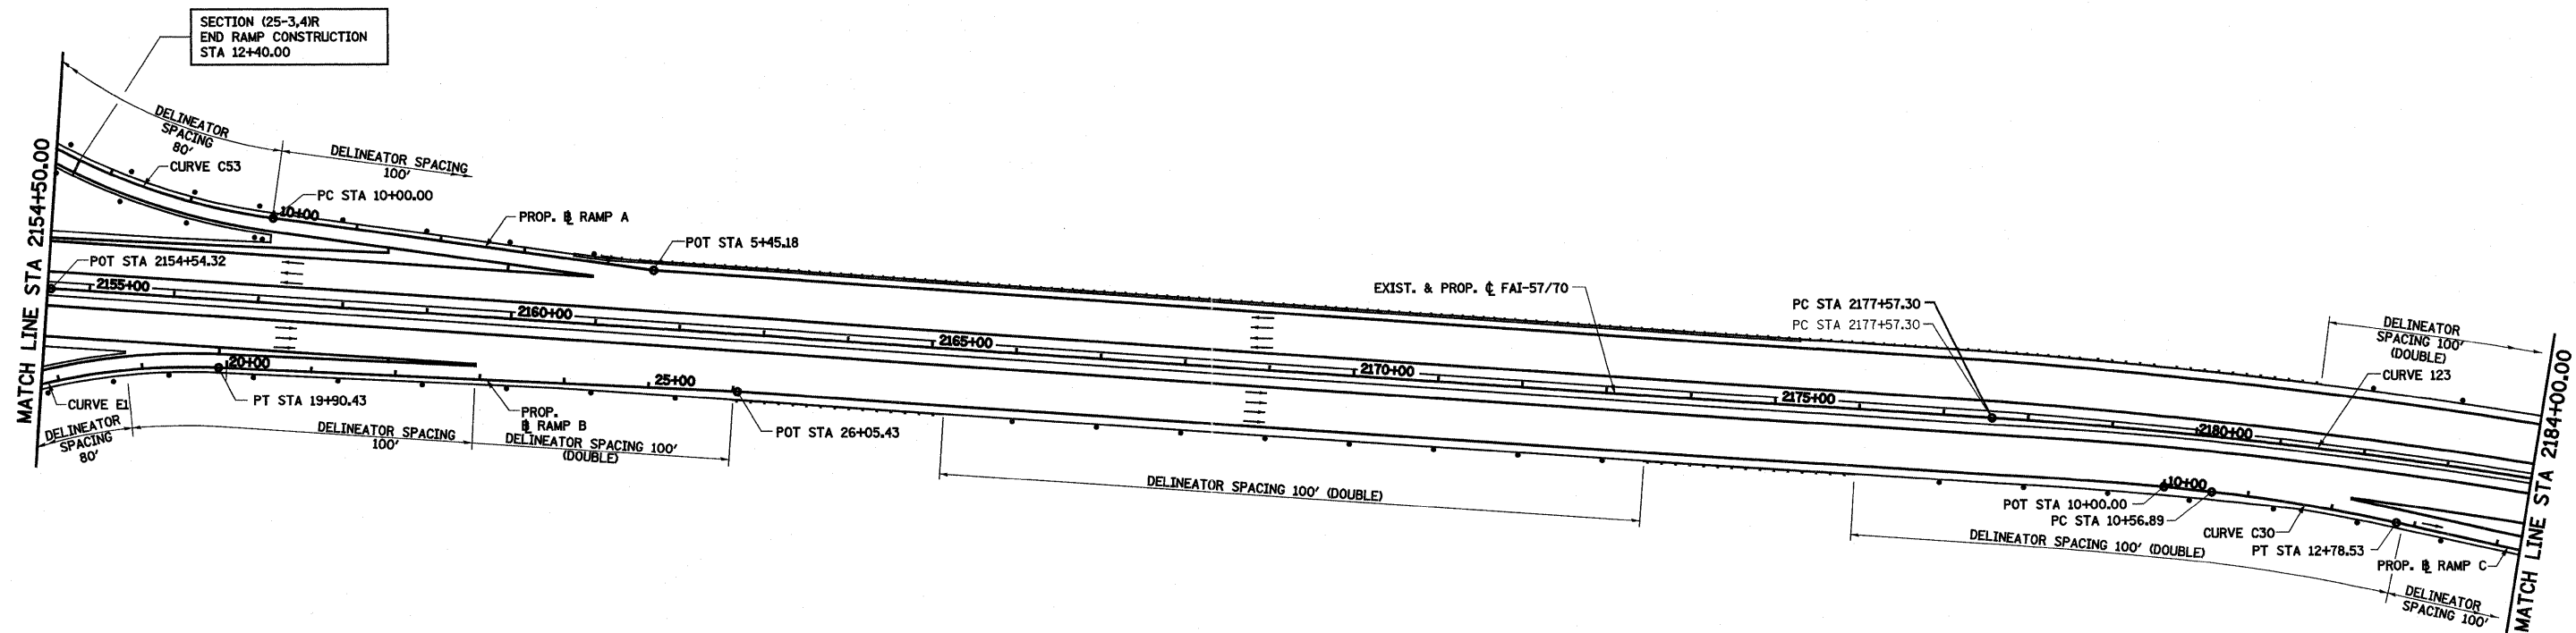 SECTION (25-3,4)R
END RAMP CONSTRUCTION
STA 12+40.00
MATCH LINE STA 2154+50.00
DELINEATOR
SPACING
80'
CURVE C53
DELINEATOR SPACING
100'
PC STA 10+00.00
10+00
PROP. ⅊ RAMP A
POT STA 5+45.18
POT STA 2154+54.32
2155+00
2160+00
2165+00
2170+00
2175+00
2180+00
EXIST. & PROP. ℄ FAI-57/70
PC STA 2177+57.30
PC STA 2177+57.30
DELINEATOR
SPACING 100'
(DOUBLE)
CURVE 123
MATCH LINE STA 2184+00.00
20+00
25+00
CURVE E1
PT STA 19+90.43
PROP.
⅊ RAMP B
POT STA 26+05.43
DELINEATOR
SPACING
80'
DELINEATOR SPACING
100'
DELINEATOR SPACING 100'
(DOUBLE)
DELINEATOR SPACING 100' (DOUBLE)
10+00
POT STA 10+00.00
PC STA 10+56.89
CURVE C30
PT STA 12+78.53
DELINEATOR SPACING 100' (DOUBLE)
PROP. ⅊ RAMP C
DELINEATOR
SPACING 100'